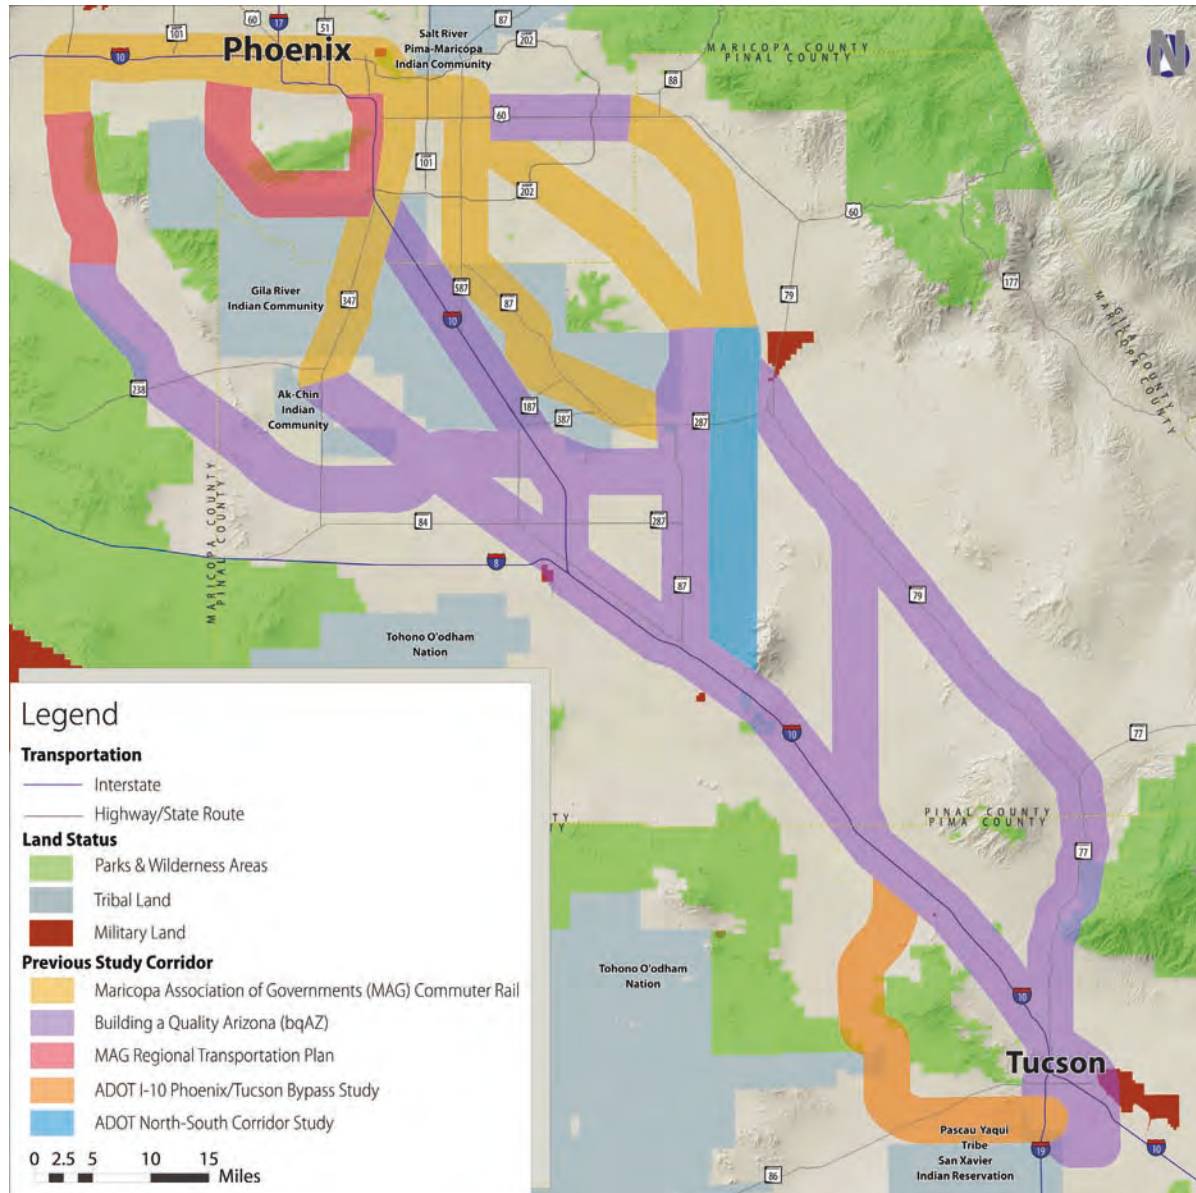 60
17
51
87
101
Phoenix
Salt River
Pima-Maricopa
Indian Community
202
10
MARICOPA COUNTY
PINAL COUNTY
N
88
60
101
202
60
79
177
Gila River
Indian Community
347
587
87
10
GILA COUNTY
MARICOPA COUNTY
238
Ak-Chin
Indian
Community
187
387
287
MARICOPA COUNTY
PINAL COUNTY
84
287
8
87
79
Tohono O'odham
Nation
10
77
PINAL COUNTY
PIMA COUNTY
TY
TY
77
Tohono O'odham
Nation
10
Tucson
Pascau Yaqui
Tribe
San Xavier
Indian Reservation
86
19
10
Legend
Transportation
Interstate
Highway/State Route
Land Status
Parks & Wilderness Areas
Tribal Land
Military Land
Previous Study Corridor
Maricopa Association of Governments (MAG) Commuter Rail
Building a Quality Arizona (bqAZ)
MAG Regional Transportation Plan
ADOT I-10 Phoenix/Tucson Bypass Study
ADOT North-South Corridor Study
0 2.5 5 10 15
Miles